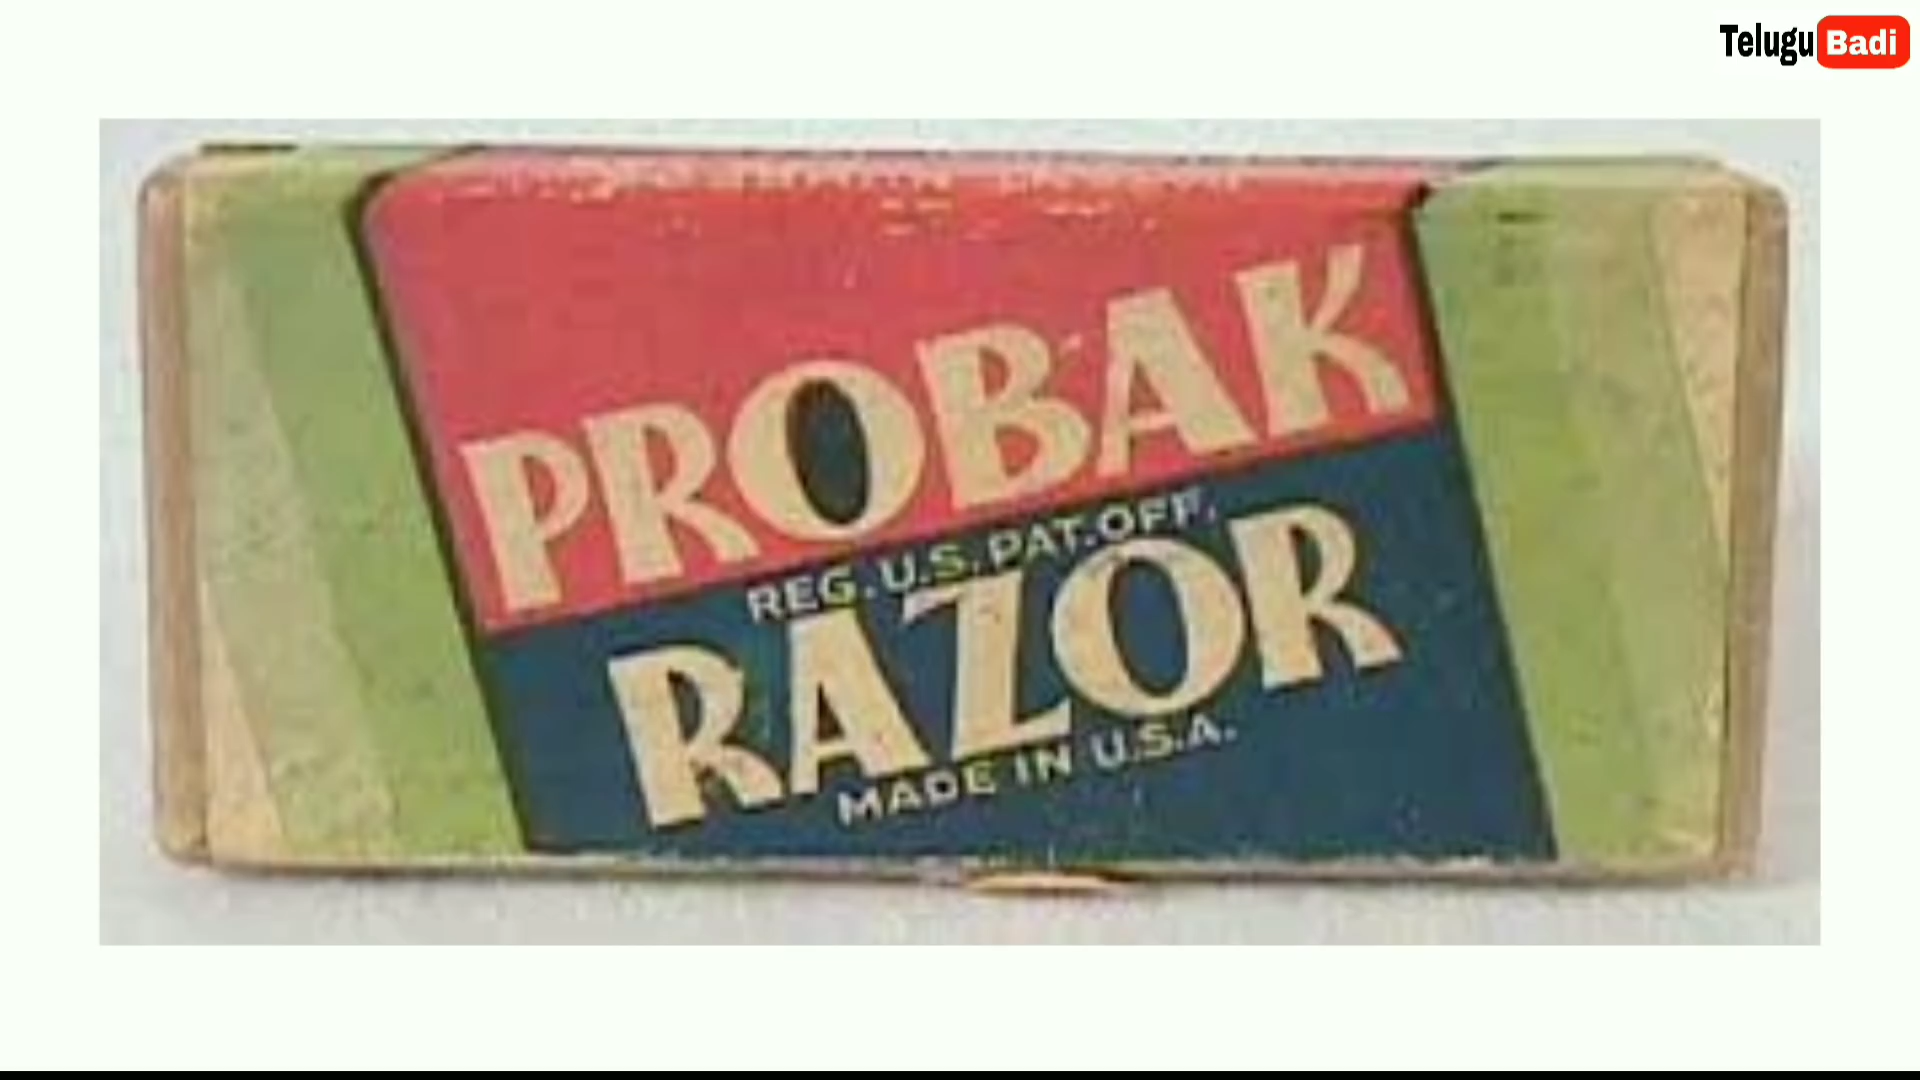 Telugu Badi
PROBAK
REG. U.S. PAT. OFF.
RAZOR
MADE IN U.S.A.